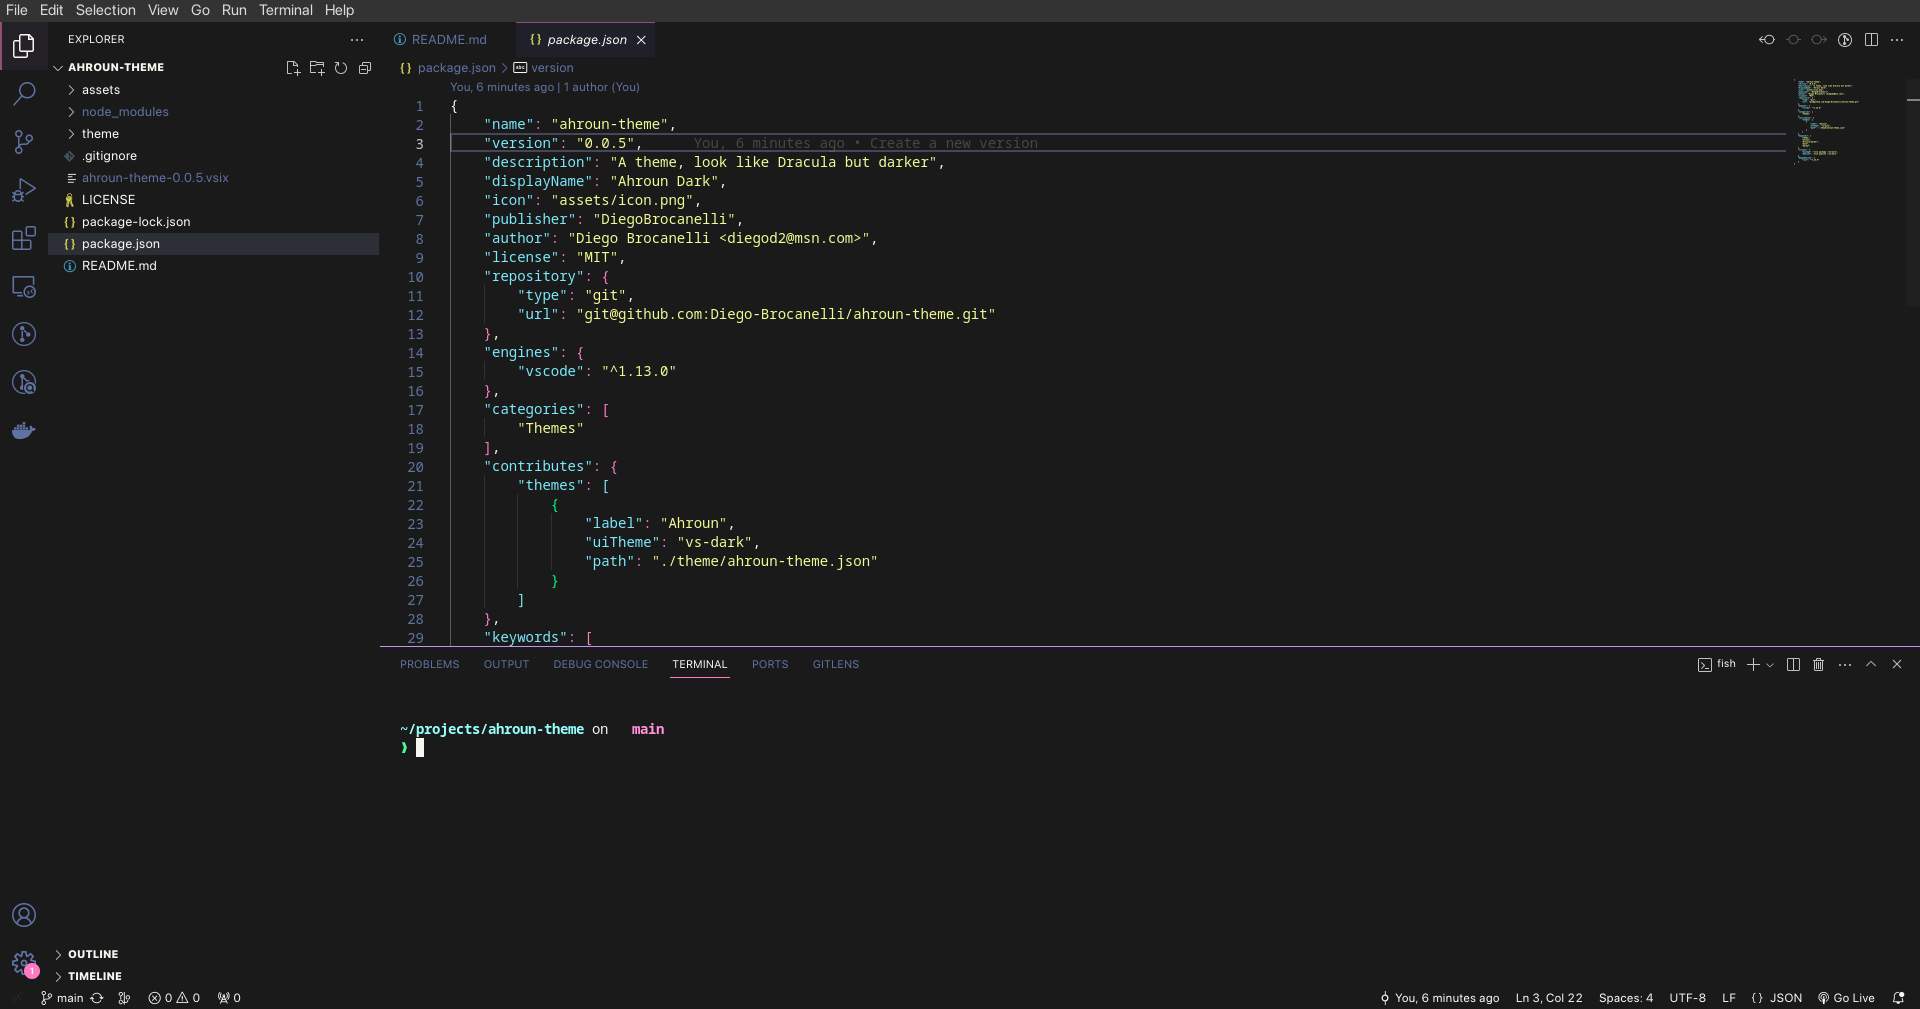 File Edit Selection View Go Run Terminal Help
EXPLORER
AHROUN-THEME
assets
node_modules
theme
.gitignore
ahroun-theme-0.0.5.vsix
LICENSE
package-lock.json
package.json
README.md
OUTLINE
TIMELINE
1
README.md package.json
package.json version
You, 6 minutes ago | 1 author (You)
1 {
2 "name": "ahroun-theme",
3 "version": "0.0.5", You, 6 minutes ago • Create a new version
4 "description": "A theme, look like Dracula but darker",
5 "displayName": "Ahroun Dark",
6 "icon": "assets/icon.png",
7 "publisher": "DiegoBrocanelli",
8 "author": "Diego Brocanelli <diegod2@msn.com>",
9 "license": "MIT",
10 "repository": {
11 "type": "git",
12 "url": "git@github.com:Diego-Brocanelli/ahroun-theme.git"
13 },
14 "engines": {
15 "vscode": "^1.13.0"
16 },
17 "categories": [
18 "Themes"
19 ],
20 "contributes": {
21 "themes": [
22 {
23 "label": "Ahroun",
24 "uiTheme": "vs-dark",
25 "path": "./theme/ahroun-theme.json"
26 }
27 ]
28 },
29 "keywords": [
PROBLEMS OUTPUT DEBUG CONSOLE TERMINAL PORTS GITLENS fish
~/projects/ahroun-theme on main
❱
main 0 0 0 You, 6 minutes ago Ln 3, Col 22 Spaces: 4 UTF-8 LF {} JSON Go Live